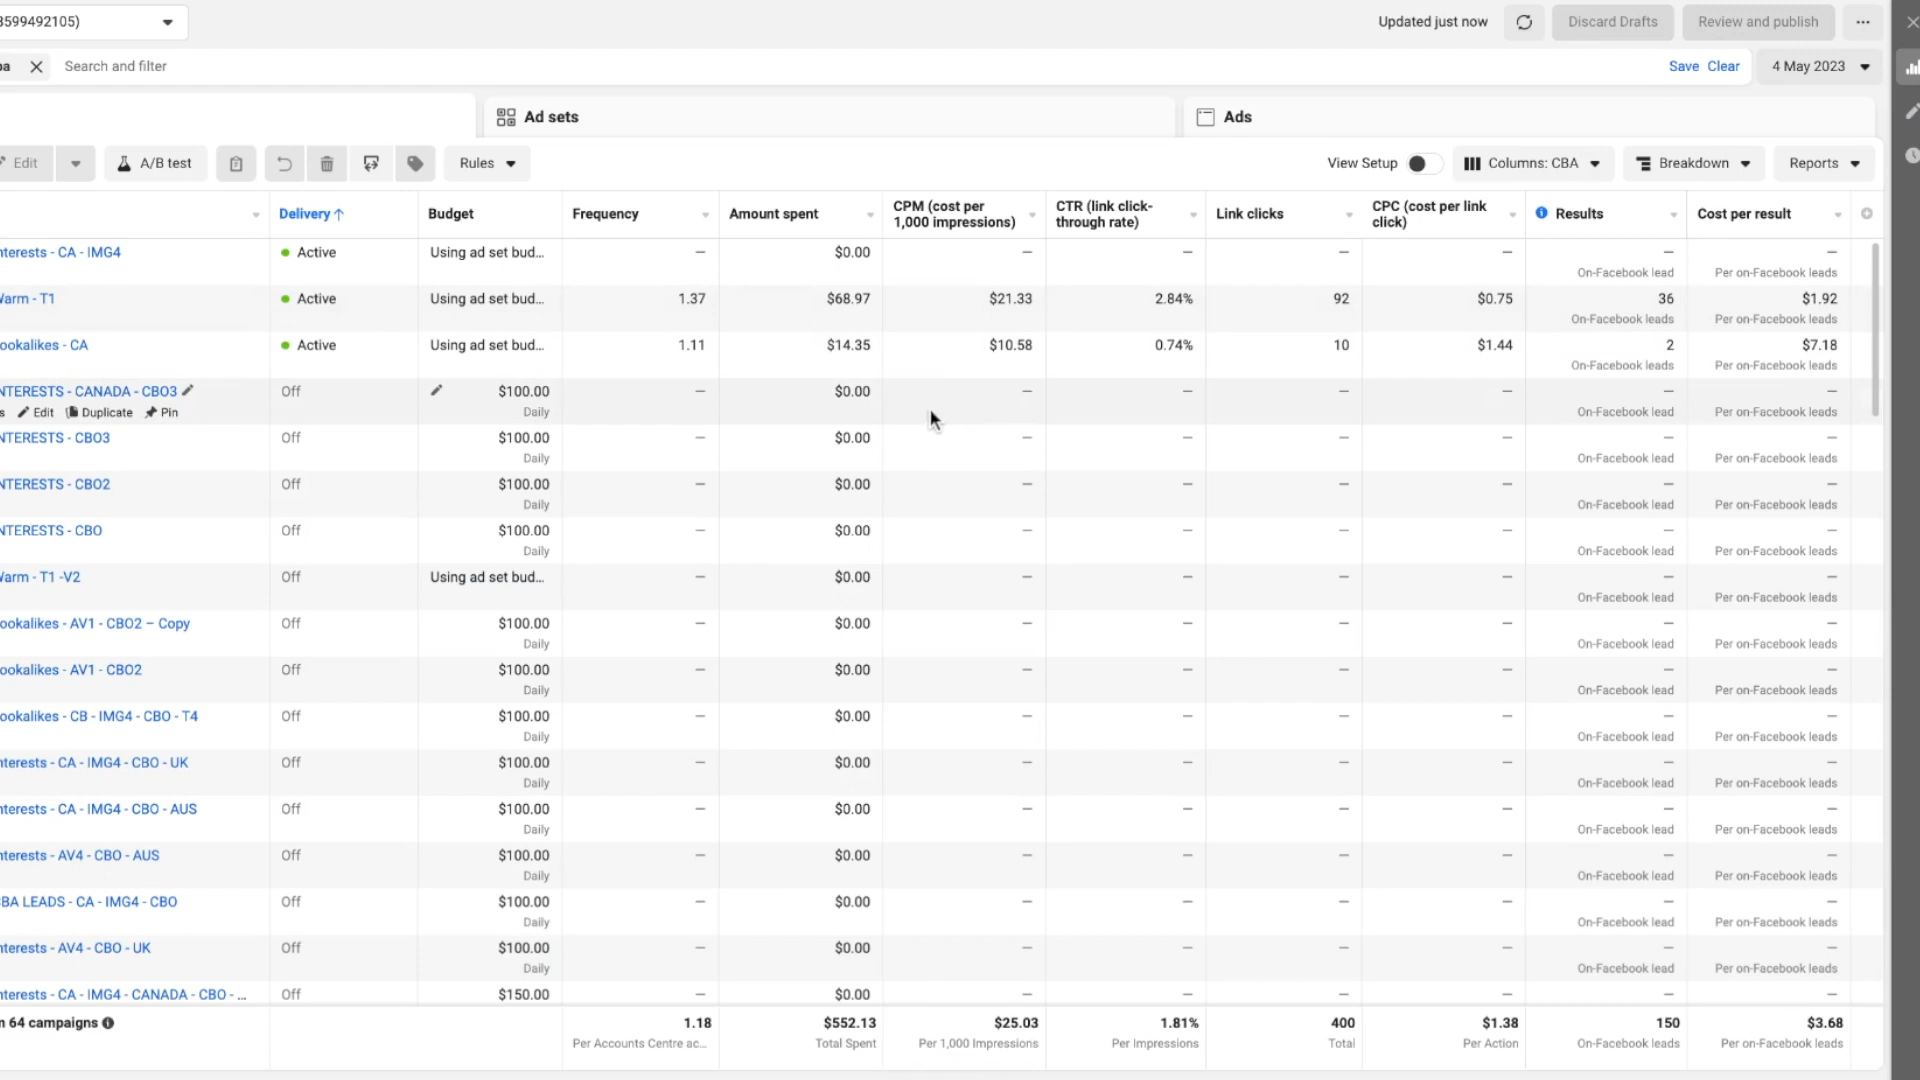 3599492105)
Updated just now
Discard Drafts
Review and publish
ba
Search and filter
Save Clear
4 May 2023
Ad sets
Ads
Edit
A/B test
Rules
View Setup
Columns: CBA
Breakdown
Reports
Delivery
Budget
Frequency
Amount spent
CPM (cost per
1,000 impressions)
CTR (link click-
through rate)
Link clicks
CPC (cost per link
click)
Results
Cost per result
nterests - CA - IMG4 Active Using ad set bud... — $0.00 — — — — — —
On-Facebook lead Per on-Facebook leads
Warm - T1 Active Using ad set bud... 1.37 $68.97 $21.33 2.84% 92 $0.75 36 $1.92
On-Facebook leads Per on-Facebook leads
ookalikes - CA Active Using ad set bud... 1.11 $14.35 $10.58 0.74% 10 $1.44 2 $7.18
On-Facebook leads Per on-Facebook leads
NTERESTS - CANADA - CBO3 Off $100.00 — $0.00 — — — — — —
s Edit Duplicate Pin Daily On-Facebook lead Per on-Facebook leads
NTERESTS - CBO3 Off $100.00 — $0.00 — — — — — —
Daily On-Facebook lead Per on-Facebook leads
NTERESTS - CBO2 Off $100.00 — $0.00 — — — — — —
Daily On-Facebook lead Per on-Facebook leads
NTERESTS - CBO Off $100.00 — $0.00 — — — — — —
Daily On-Facebook lead Per on-Facebook leads
Warm - T1 -V2 Off Using ad set bud... — $0.00 — — — — — —
On-Facebook lead Per on-Facebook leads
ookalikes - AV1 - CBO2 – Copy Off $100.00 — $0.00 — — — — — —
Daily On-Facebook lead Per on-Facebook leads
ookalikes - AV1 - CBO2 Off $100.00 — $0.00 — — — — — —
Daily On-Facebook lead Per on-Facebook leads
ookalikes - CB - IMG4 - CBO - T4 Off $100.00 — $0.00 — — — — — —
Daily On-Facebook lead Per on-Facebook leads
nterests - CA - IMG4 - CBO - UK Off $100.00 — $0.00 — — — — — —
Daily On-Facebook lead Per on-Facebook leads
nterests - CA - IMG4 - CBO - AUS Off $100.00 — $0.00 — — — — — —
Daily On-Facebook lead Per on-Facebook leads
nterests - AV4 - CBO - AUS Off $100.00 — $0.00 — — — — — —
Daily On-Facebook lead Per on-Facebook leads
CBA LEADS - CA - IMG4 - CBO Off $100.00 — $0.00 — — — — — —
Daily On-Facebook lead Per on-Facebook leads
nterests - AV4 - CBO - UK Off $100.00 — $0.00 — — — — — —
Daily On-Facebook lead Per on-Facebook leads
nterests - CA - IMG4 - CANADA - CBO - ... Off $150.00 — $0.00 — — — — — —
n 64 campaigns 1.18 $552.13 $25.03 1.81% 400 $1.38 150 $3.68
Per Accounts Centre ac... Total Spent Per 1,000 Impressions Per Impressions Total Per Action On-Facebook leads Per on-Facebook leads